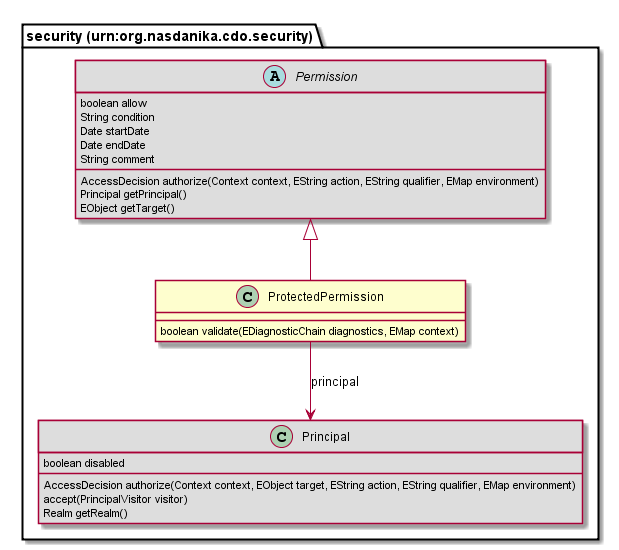 security (urn:org.nasdanika.cdo.security)
A Permission
boolean allow
String condition
Date startDate
Date endDate
String comment
AccessDecision authorize(Context context, EString action, EString qualifier, EMap environment)
Principal getPrincipal()
EObject getTarget()
C ProtectedPermission
boolean validate(EDiagnosticChain diagnostics, EMap context)
principal
C Principal
boolean disabled
AccessDecision authorize(Context context, EObject target, EString action, EString qualifier, EMap environment)
accept(PrincipalVisitor visitor)
Realm getRealm()